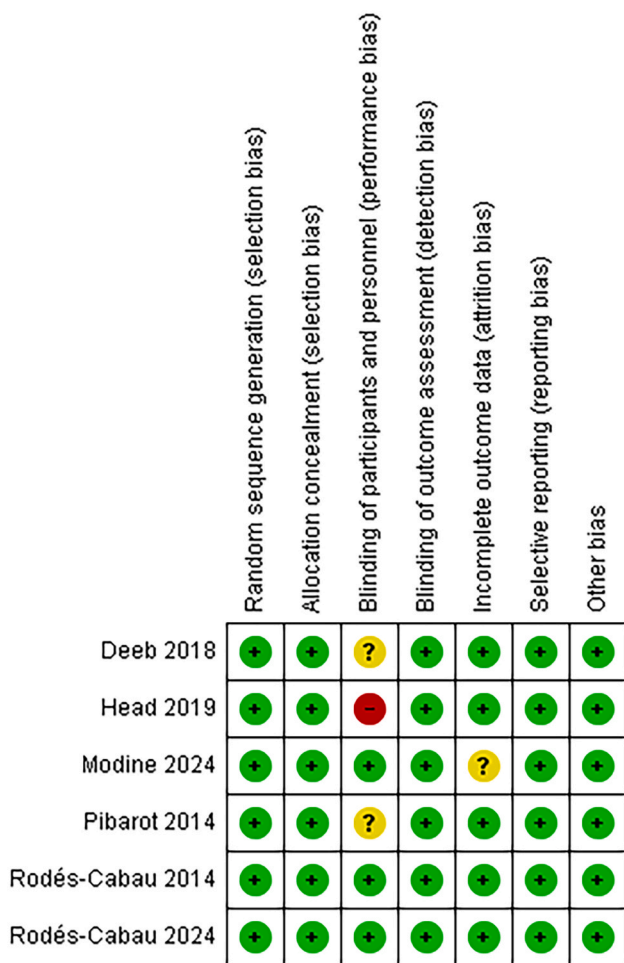 Random sequence generation (selection bias)
Allocation concealment (selection bias)
Blinding of participants and personnel (performance bias)
Blinding of outcome assessment (detection bias)
Incomplete outcome data (attrition bias)
Selective reporting (reporting bias)
Other bias
Deeb 2018 + + ? + + + +
Head 2019 + + - + + + +
Modine 2024 + + + + ? + +
Pibarot 2014 + + ? + + + +
Rodés-Cabau 2014 + + + + + + +
Rodés-Cabau 2024 + + + + + + +